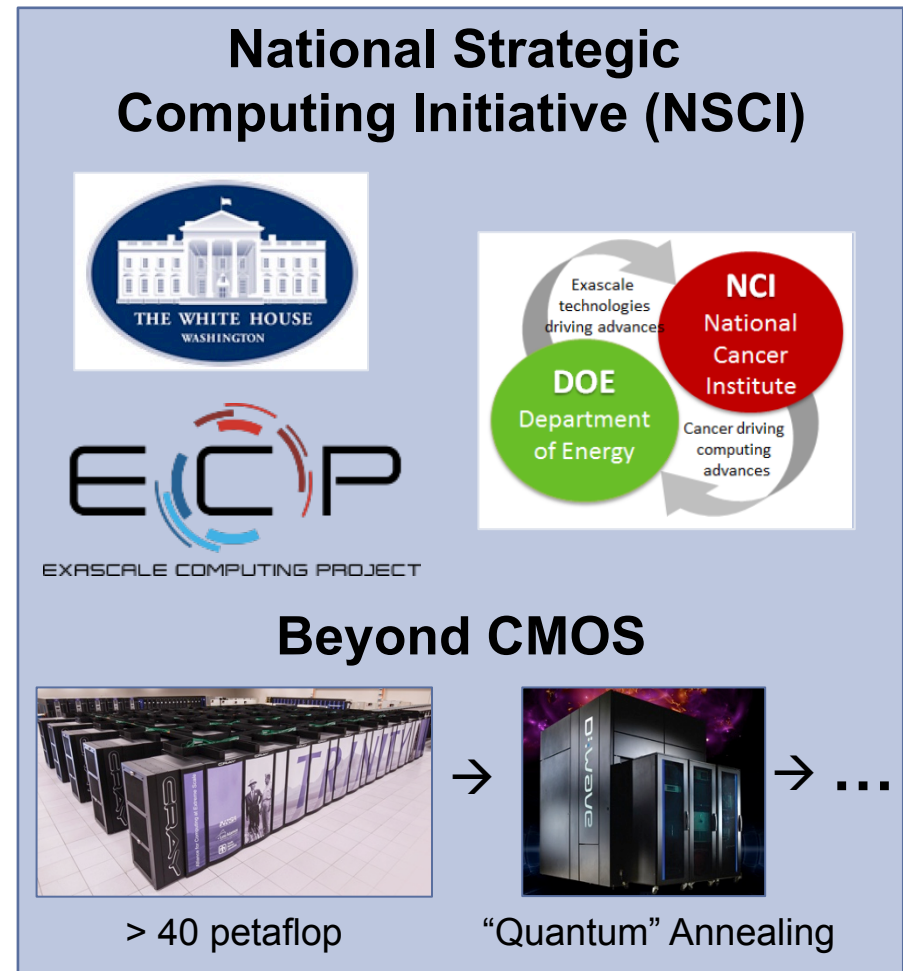 National Strategic
Computing Initiative (NSCI)
THE WHITE HOUSE
WASHINGTON
Exascale
technologies
driving advances
NCI
National
Cancer
Institute
DOE
Department
of Energy
Cancer driving
computing
advances
ECP
EXASCALE COMPUTING PROJECT
Beyond CMOS
CRAY
TRINITY
D:wave
→
→ ...
> 40 petaflop
“Quantum” Annealing